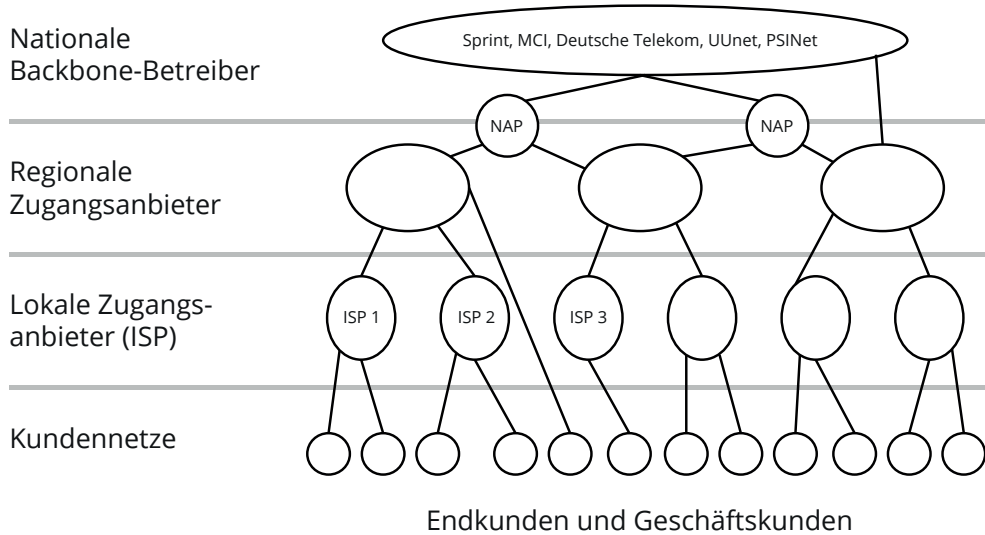 Nationale
Backbone-Betreiber
Sprint, MCI, Deutsche Telekom, UUnet, PSINet
NAP
NAP
Regionale
Zugangsanbieter
Lokale Zugangs-
anbieter (ISP)
ISP 1
ISP 2
ISP 3
Kundennetze
Endkunden und Geschäftskunden